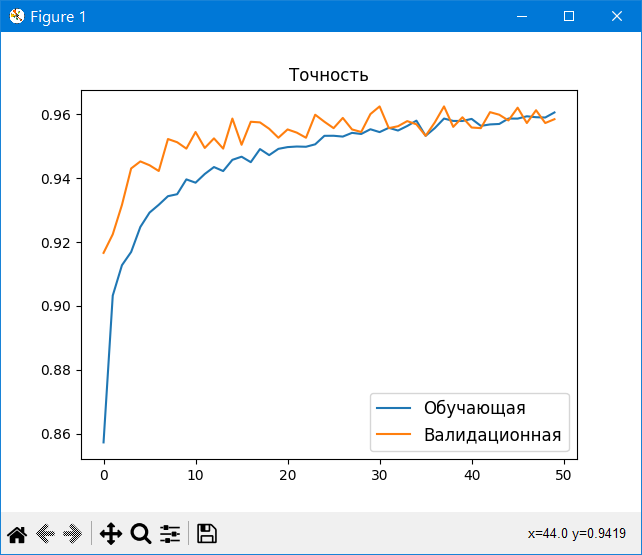 Figure 1
Точность
0.96
0.94
0.92
0.90
0.88
0.86
0 10 20 30 40 50
Обучающая
Валидационная
x=44.0 y=0.9419